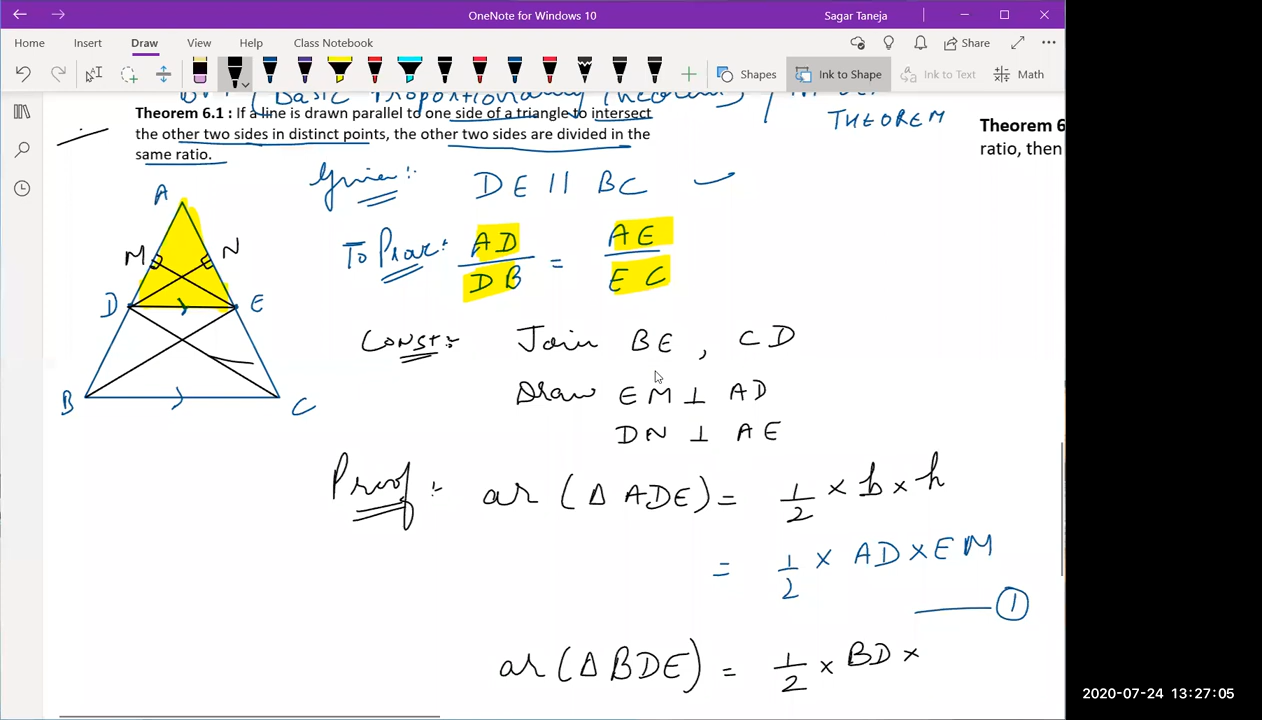 OneNote for Windows 10
Sagar Taneja
Home Insert Draw View Help Class Notebook
Share
Shapes Ink to Shape Ink to Text Math
(Basic Proportionality Theorem) /
THEOREM
Theorem 6.1 : If a line is drawn parallel to one side of a triangle to intersect
the other two sides in distinct points, the other two sides are divided in the
same ratio.
Theorem 6
ratio, then
Given:- DE || BC
To Prove:- AD/DB = AE/EC
A
M N
D E
B C
Const:- Join BE, CD
Draw EM ⊥ AD
DN ⊥ AE
Proof:- ar (Δ ADE) = 1/2 × b × h
= 1/2 × AD × EM
1
ar (Δ BDE) = 1/2 × BD ×
2020-07-24 13:27:05